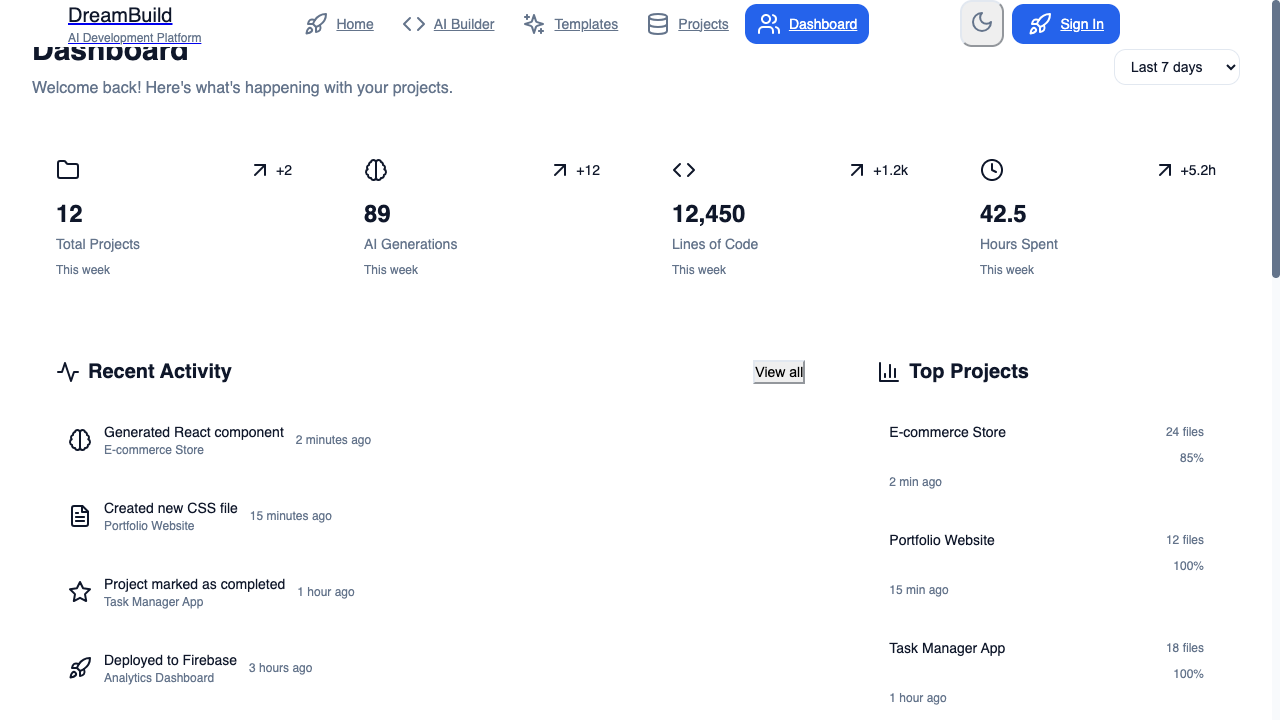 DreamBuild
AI Development Platform
Home
AI Builder
Templates
Projects
Dashboard
Sign In
Dashboard
Welcome back! Here's what's happening with your projects.
Last 7 days
+2
12
Total Projects
This week
+12
89
AI Generations
This week
+1.2k
12,450
Lines of Code
This week
+5.2h
42.5
Hours Spent
This week
Recent Activity
View all
Generated React component
E-commerce Store
2 minutes ago
Created new CSS file
Portfolio Website
15 minutes ago
Project marked as completed
Task Manager App
1 hour ago
Deployed to Firebase
Analytics Dashboard
3 hours ago
Top Projects
E-commerce Store
24 files
85%
2 min ago
Portfolio Website
12 files
100%
15 min ago
Task Manager App
18 files
100%
1 hour ago